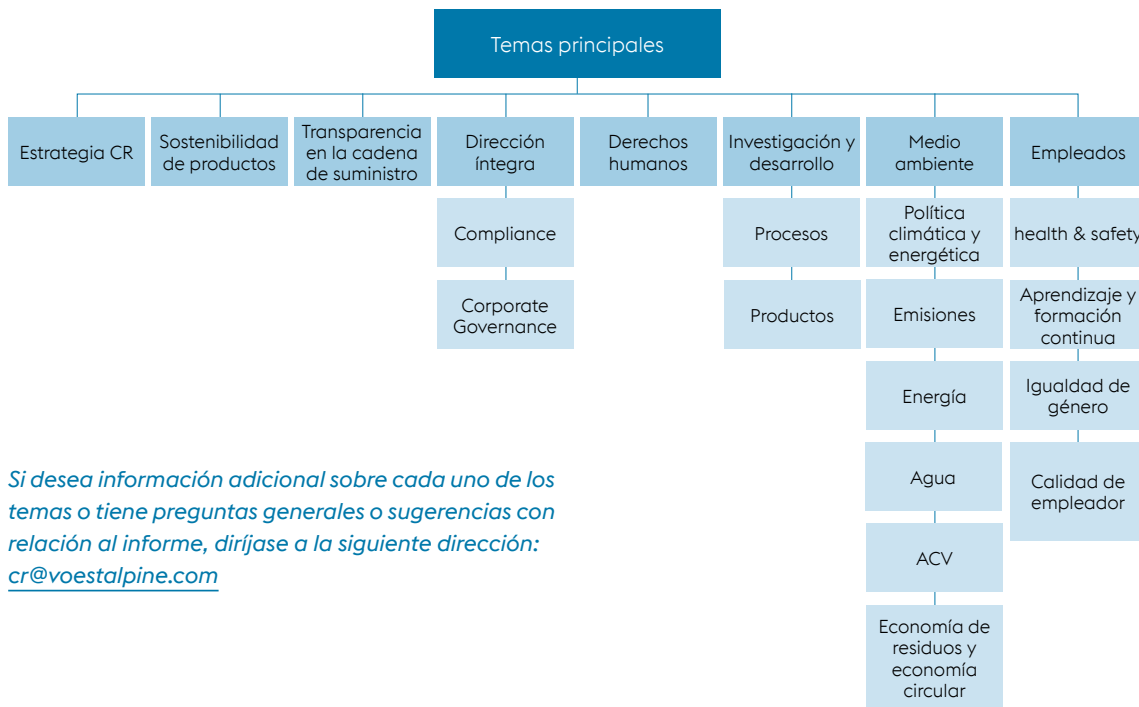 Temas principales
Estrategia CR
Sostenibilidad
de productos
Transparencia
en la cadena
de suministro
Dirección
íntegra
Derechos
humanos
Investigación y
desarrollo
Medio
ambiente
Empleados
Compliance
Corporate
Governance
Procesos
Productos
Política
climática y
energética
Emisiones
Energía
Agua
ACV
Economía de
residuos y
economía
circular
health & safety
Aprendizaje y
formación
continua
Igualdad de
género
Calidad de
empleador
Si desea información adicional sobre cada uno de los
temas o tiene preguntas generales o sugerencias con
relación al informe, diríjase a la siguiente dirección:
cr@voestalpine.com